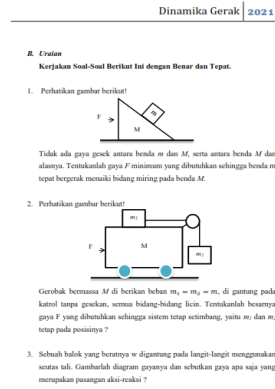 Dinamika Gerak 2021
B. Uraian
Kerjakan Soal-Soal Berikut Ini dengan Benar dan Tepat.
1. Perhatikan gambar berikut!
m
F
M
Tidak ada gaya gesek antara benda m dan M, serta antara benda M dan
alasnya. Tentukanlah gaya F minimum yang dibutuhkan sehingga benda m
tepat bergerak menaiki bidang miring pada benda M.
2. Perhatikan gambar berikut!
m1
F
M
m2
Gerobak bermassa M di berikan beban m1 = m2 = m, di gantung pada
katrol tanpa gesekan, semua bidang-bidang licin. Tentukanlah besarnya
gaya F yang dibutuhkan sehingga sistem tetap setimbang, yaitu m1 dan m2
tetap pada posisinya ?
3. Sebuah balok yang beratnya w digantung pada langit-langit menggunakan
seutas tali. Gambarlah diagram gayanya dan sebutkan gaya apa saja yang
merupakan pasangan aksi-reaksi ?